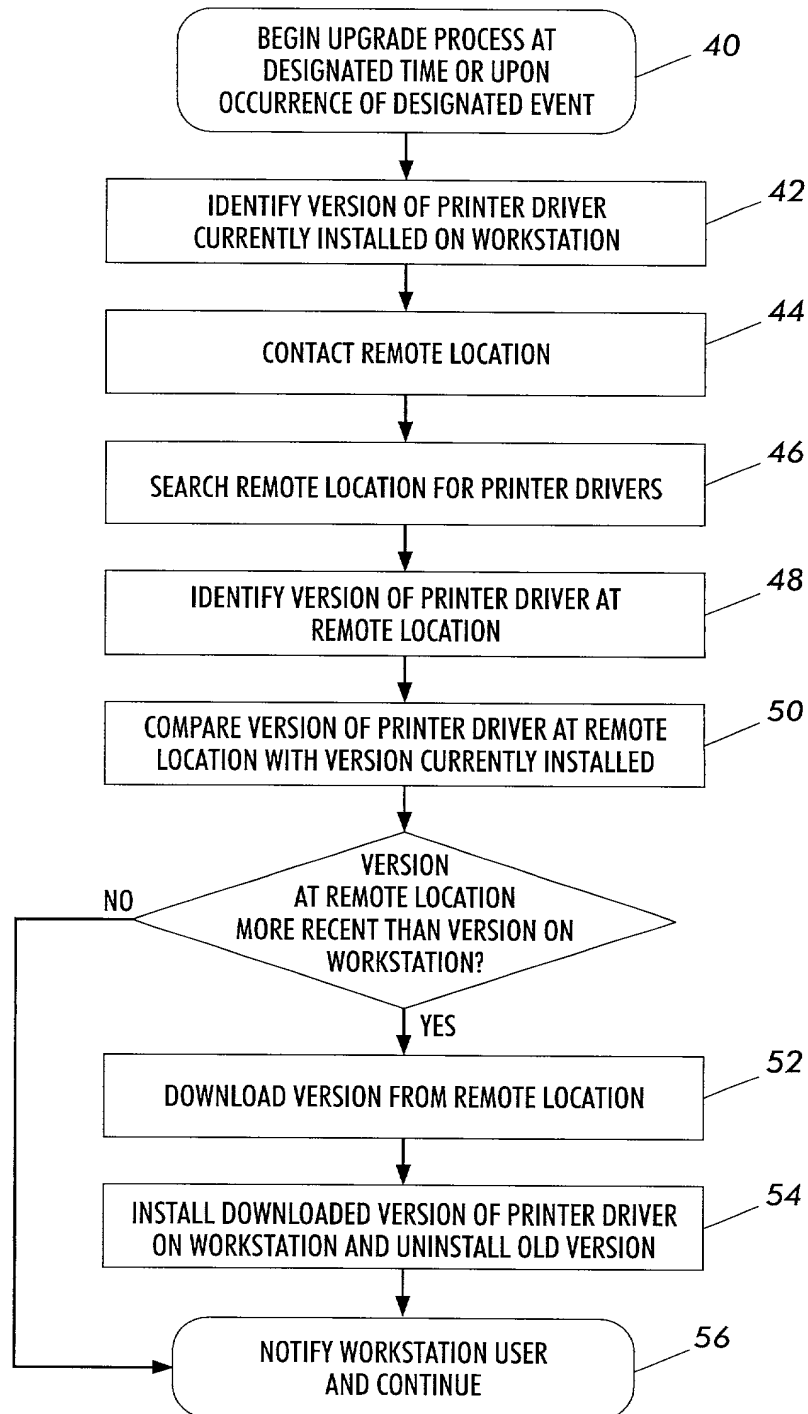 BEGIN UPGRADE PROCESS AT
DESIGNATED TIME OR UPON
OCCURRENCE OF DESIGNATED EVENT
40
IDENTIFY VERSION OF PRINTER DRIVER
CURRENTLY INSTALLED ON WORKSTATION
42
CONTACT REMOTE LOCATION
44
SEARCH REMOTE LOCATION FOR PRINTER DRIVERS
46
IDENTIFY VERSION OF PRINTER DRIVER AT
REMOTE LOCATION
48
COMPARE VERSION OF PRINTER DRIVER AT REMOTE
LOCATION WITH VERSION CURRENTLY INSTALLED
50
VERSION
AT REMOTE LOCATION
MORE RECENT THAN VERSION ON
WORKSTATION?
NO
YES
DOWNLOAD VERSION FROM REMOTE LOCATION
52
INSTALL DOWNLOADED VERSION OF PRINTER DRIVER
ON WORKSTATION AND UNINSTALL OLD VERSION
54
NOTIFY WORKSTATION USER
AND CONTINUE
56